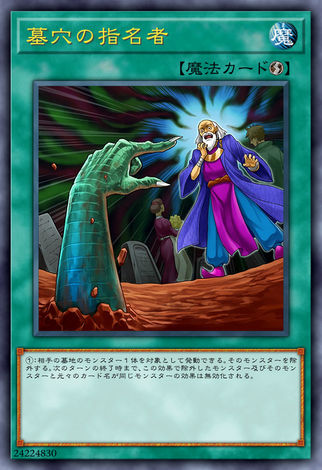 墓穴の指名者
魔
【魔法カード】
①:相手の墓地のモンスター1体を対象として発動できる。そのモンスターを除
外する。次のターンの終了時まで、この効果で除外したモンスター及びそのモン
スターと元々のカード名が同じモンスターの効果は無効化される。
24224830